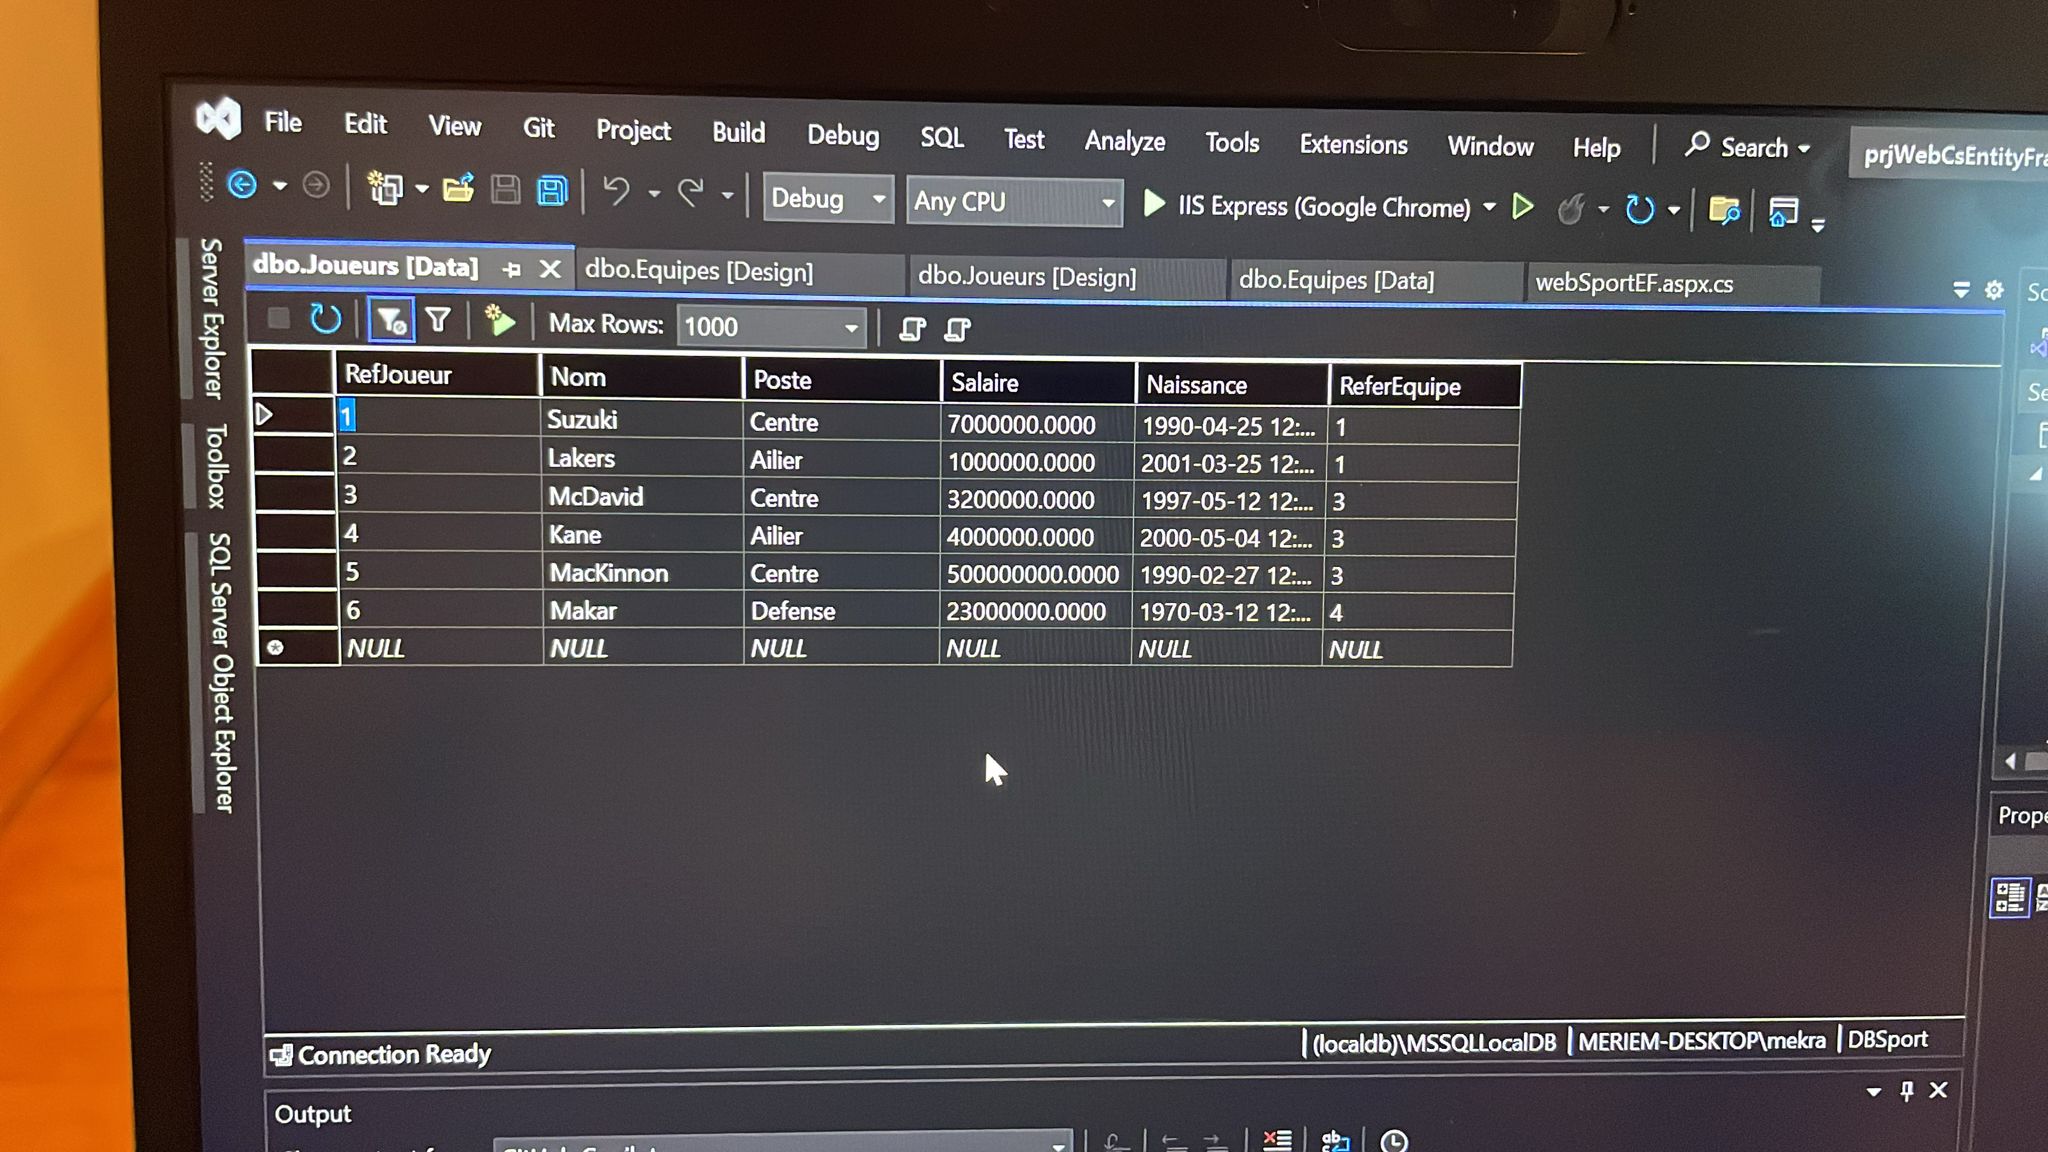 File Edit View Git Project Build Debug SQL Test Analyze Tools Extensions Window Help Search
Debug Any CPU IIS Express (Google Chrome)
dbo.Joueurs [Data] dbo.Equipes [Design] dbo.Joueurs [Design] dbo.Equipes [Data] webSportEF.aspx.cs
Max Rows: 1000
RefJoueur Nom Poste Salaire Naissance ReferEquipe
1 Suzuki Centre 7000000.0000 1990-04-25 12:... 1
2 Lakers Ailier 1000000.0000 2001-03-25 12:... 1
3 McDavid Centre 3200000.0000 1997-05-12 12:... 3
4 Kane Ailier 4000000.0000 2000-05-04 12:... 3
5 MacKinnon Centre 500000000.0000 1990-02-27 12:... 3
6 Makar Defense 23000000.0000 1970-03-12 12:... 4
NULL NULL NULL NULL NULL NULL
Server Explorer
Toolbox
SQL Server Object Explorer
Connection Ready (localdb)\MSSQLLocalDB MERIEM-DESKTOP\mekra DBSport
Output